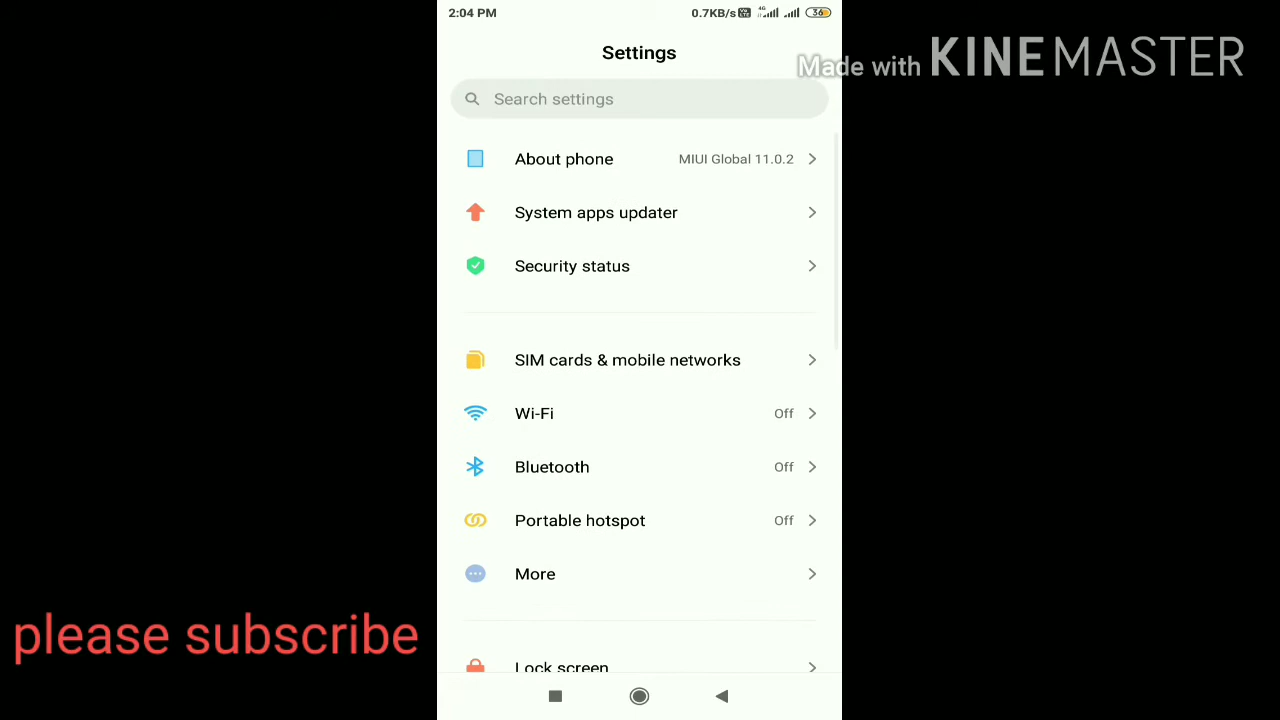 2:04 PM 0.7KB/s 4G 36
Settings
Made with KINEMASTER
Search settings
About phone MIUI Global 11.0.2
System apps updater
Security status
SIM cards & mobile networks
Wi-Fi Off
Bluetooth Off
Portable hotspot Off
More
please subscribe
Lock screen